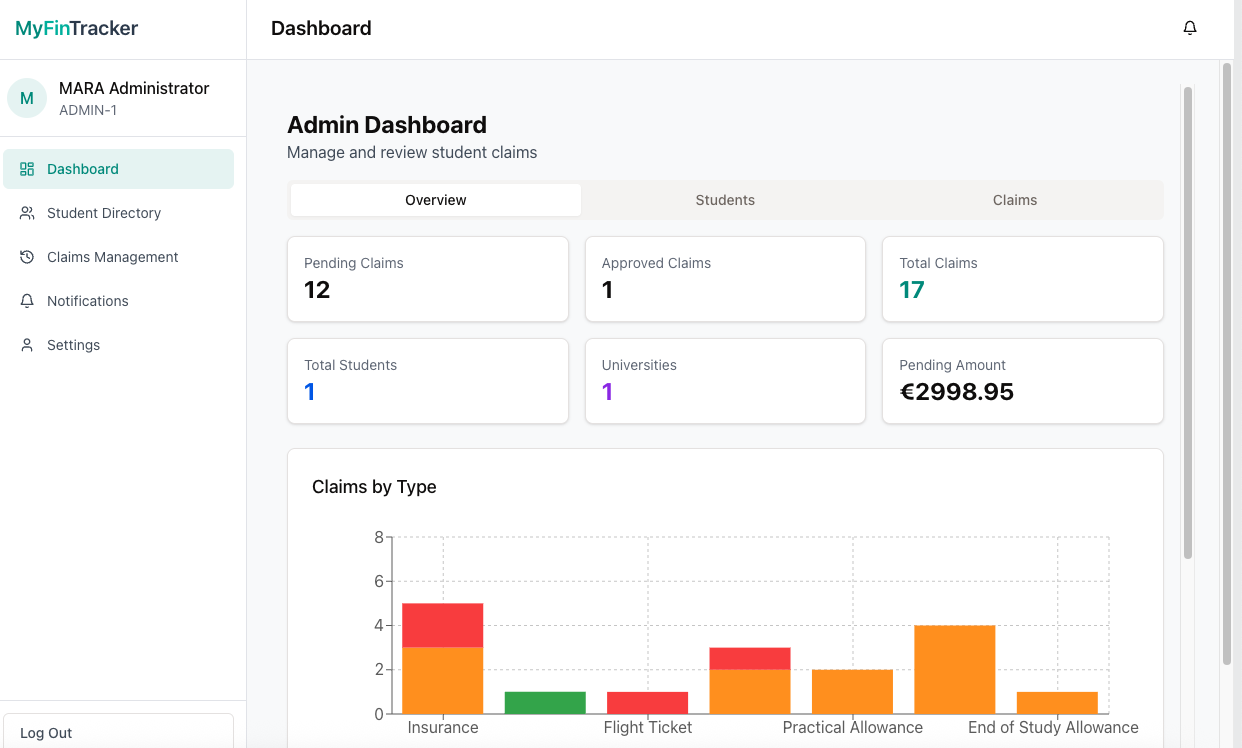 MyFinTracker
Dashboard
M
MARA Administrator
ADMIN-1
Dashboard
Student Directory
Claims Management
Notifications
Settings
Log Out
Admin Dashboard
Manage and review student claims
Overview
Students
Claims
Pending Claims
12
Approved Claims
1
Total Claims
17
Total Students
1
Universities
1
Pending Amount
€2998.95
Claims by Type
8
6
4
2
0
Insurance
Flight Ticket
Practical Allowance
End of Study Allowance